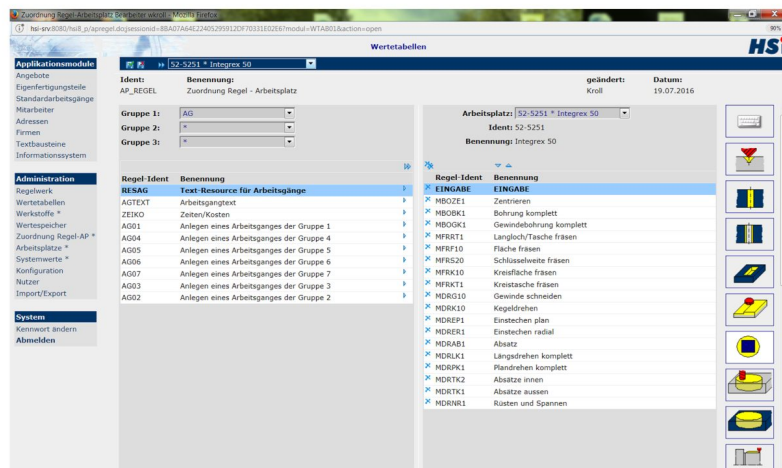 Zuordnung Regel-Arbeitsplatz Bearbeiter wkroll - Mozilla Firefox
90%
Wertetabellen
HSi
Applikationsmodule
Angebote
Eigenfertigungsteile
Standardarbeitsgänge
Mitarbeiter
Adressen
Firmen
Textbausteine
Informationssystem
Administration
Regelwerk
Wertetabellen
Werkstoffe *
Wertespeicher
Zuordnung Regel-AP *
Arbeitsplätze *
Systemwerte *
Konfiguration
Nutzer
Import/Export
System
Kennwort ändern
Abmelden
52-5251 * Integrex 50
Ident: Benennung: geändert: Datum:
AP_REGEL Zuordnung Regel - Arbeitsplatz Kroll 19.07.2016
Gruppe 1: AG
Gruppe 2: *
Gruppe 3: *
Regel-Ident Benennung
RESAG Text-Resource für Arbeitsgänge
AGTEXT Arbeitsgangtext
ZEIKO Zeiten/Kosten
AG01 Anlegen eines Arbeitsganges der Gruppe 1
AG04 Anlegen eines Arbeitsganges der Gruppe 4
AG05 Anlegen eines Arbeitsganges der Gruppe 5
AG06 Anlegen eines Arbeitsganges der Gruppe 6
AG07 Anlegen eines Arbeitsganges der Gruppe 7
AG03 Anlegen eines Arbeitsganges der Gruppe 3
AG02 Anlegen eines Arbeitsganges der Gruppe 2
Arbeitsplatz: 52-5251 * Integrex 50
Ident: 52-5251
Benennung: Integrex 50
Regel-Ident Benennung
EINGABE EINGABE
MBOZE1 Zentrieren
MBOBK1 Bohrung komplett
MBOGK1 Gewindebohrung komplett
MFRRT1 Langloch/Tasche fräsen
MFRF10 Fläche fräsen
MFRS20 Schlüsselweite fräsen
MFRK10 Kreisfläche fräsen
MFRKT1 Kreistasche fräsen
MDRG10 Gewinde schneiden
MDRK10 Kegeldrehen
MDREP1 Einstechen plan
MDRER1 Einstechen radial
MDRAB1 Absatz
MDRLK1 Längsdrehen komplett
MDRPK1 Plandrehen komplett
MDRTK2 Absätze innen
MDRTK1 Absätze aussen
MDRNR1 Rüsten und Spannen